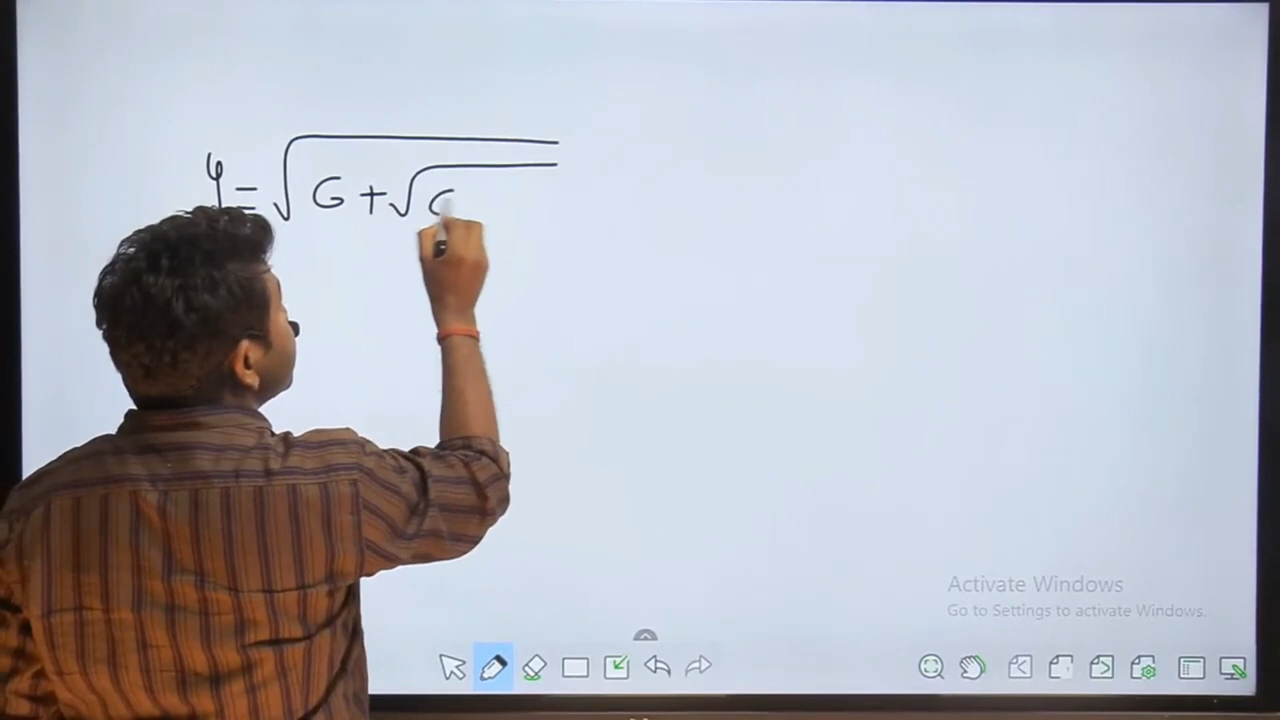 φ = √G + √G
Activate Windows
Go to Settings to activate Windows.